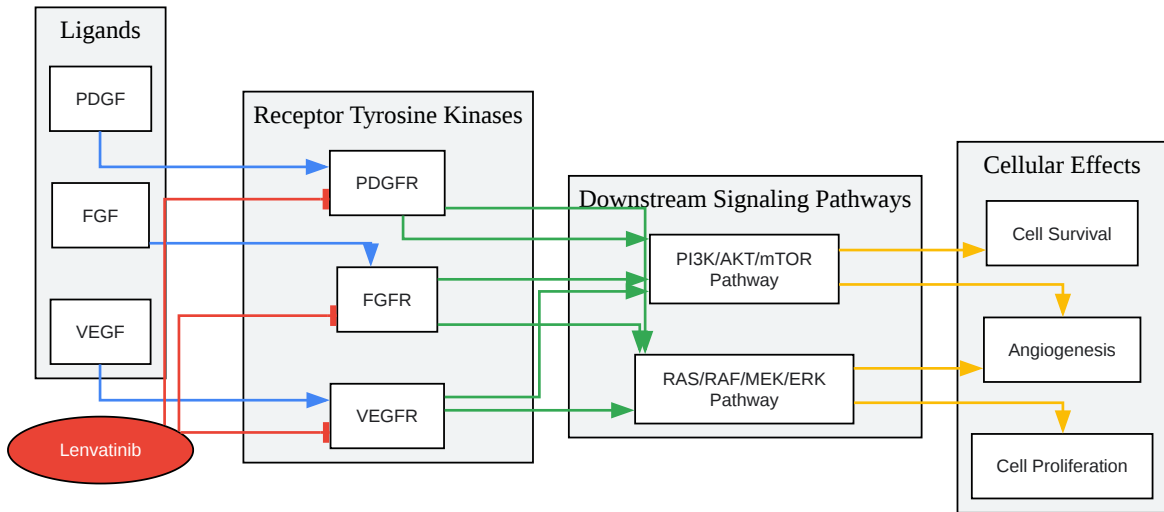 Ligands
PDGF
FGF
VEGF
Lenvatinib
Receptor Tyrosine Kinases
PDGFR
FGFR
VEGFR
Downstream Signaling Pathways
PI3K/AKT/mTOR
Pathway
RAS/RAF/MEK/ERK
Pathway
Cellular Effects
Cell Survival
Angiogenesis
Cell Proliferation